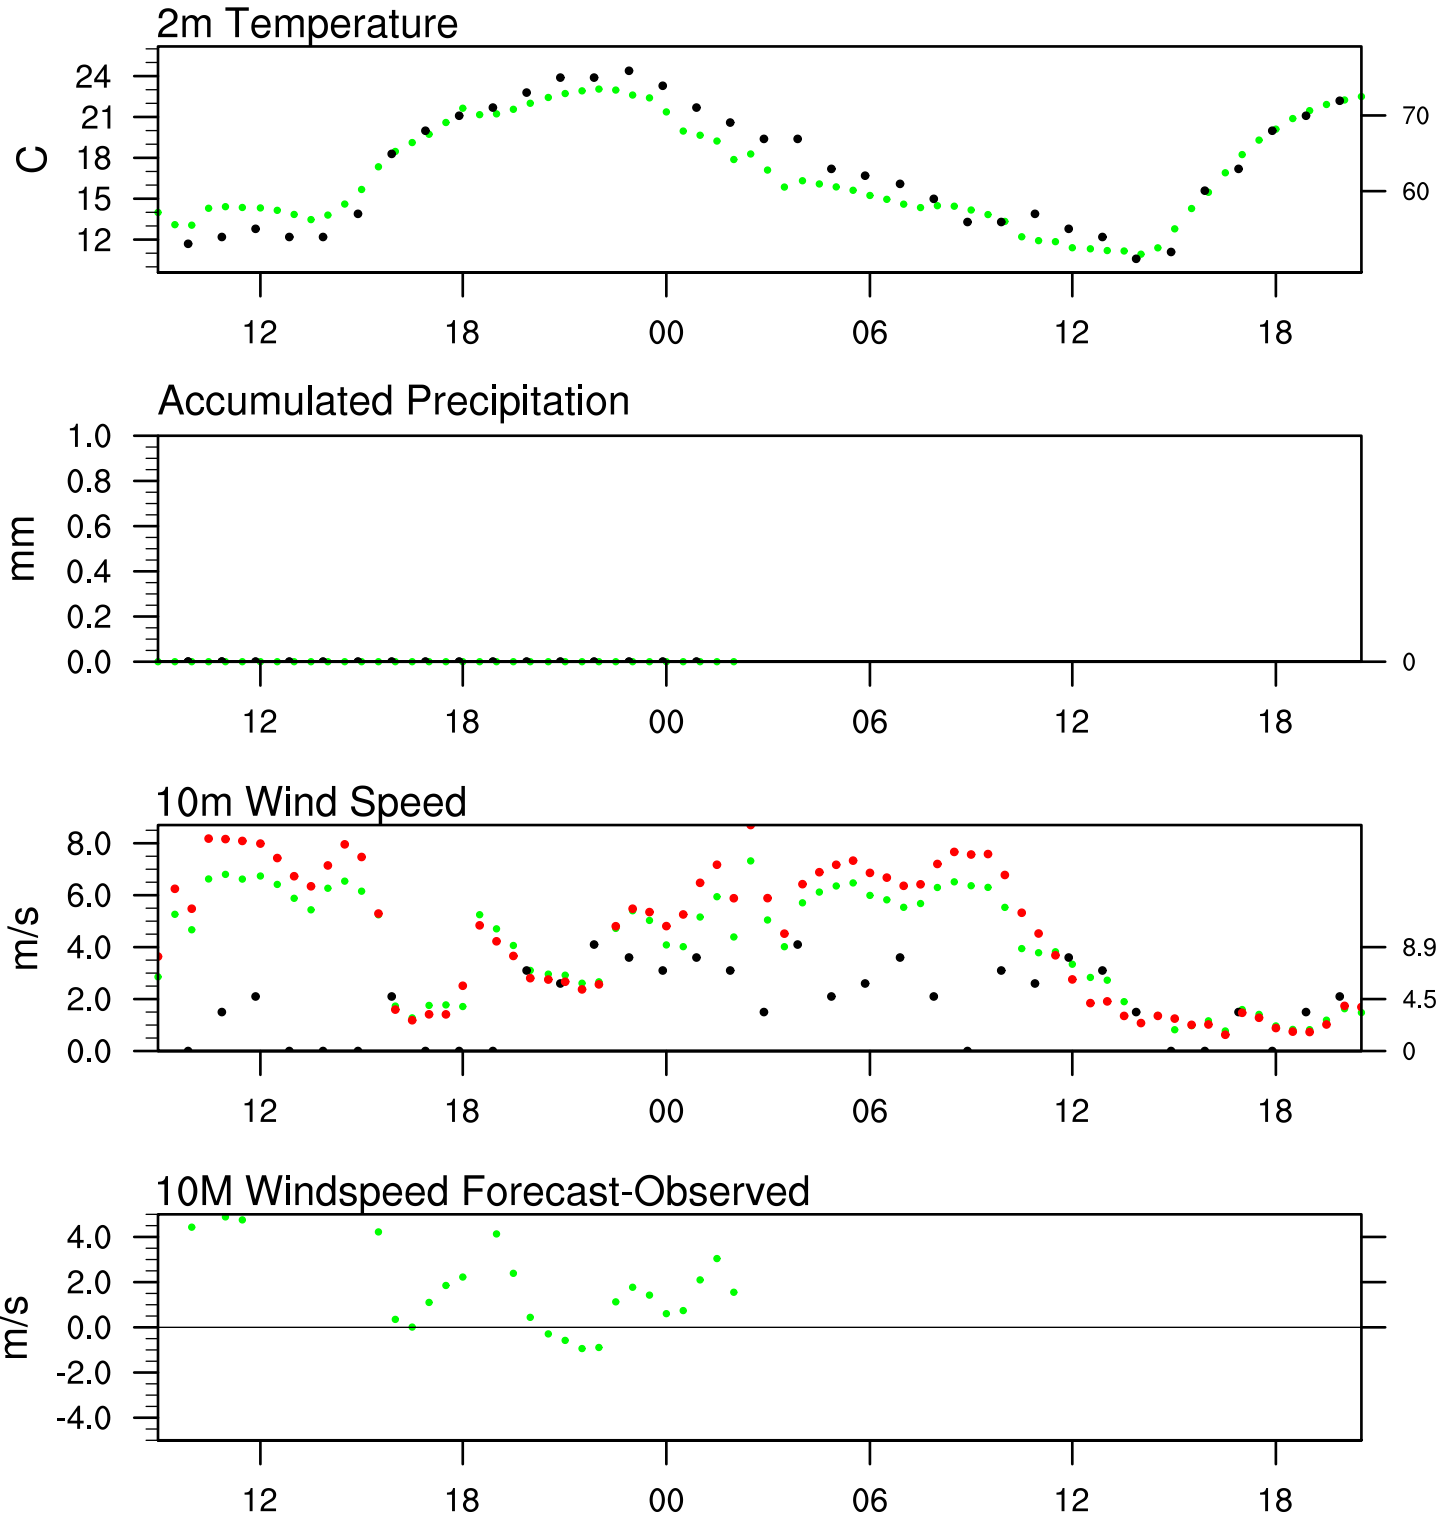 2m Temperature
24
21
18
15
12
C
70
60
12 18 00 06 12 18
Accumulated Precipitation
1.0
0.8
0.6
0.4
0.2
0.0
mm
0
12 18 00 06 12 18
10m Wind Speed
8.0
6.0
4.0
2.0
0.0
m/s
8.9
4.5
0
12 18 00 06 12 18
10M Windspeed Forecast-Observed
4.0
2.0
0.0
-2.0
-4.0
m/s
12 18 00 06 12 18